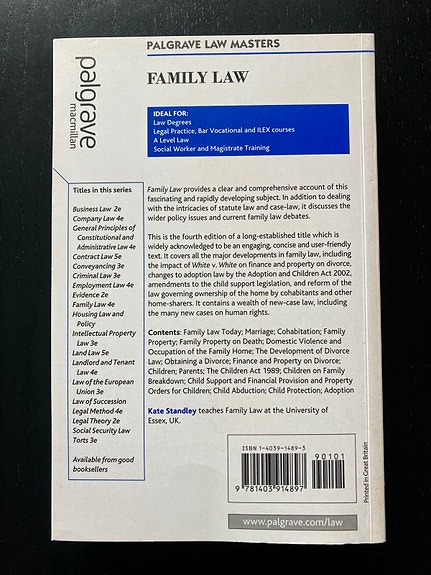 PALGRAVE LAW MASTERS
palgrave
macmillan
FAMILY LAW
IDEAL FOR:
Law Degrees
Legal Practice, Bar Vocational and ILEX courses
A Level Law
Social Worker and Magistrate Training
Titles in this series
Business Law 2e
Company Law 4e
General Principles of
Constitutional and
Administrative Law 4e
Contract Law 5e
Conveyancing 3e
Criminal Law 3e
Employment Law 4e
Evidence 2e
Family Law 4e
Housing Law and
Policy
Intellectual Property
Law 3e
Land Law 5e
Landlord and Tenant
Law 4e
Law of the European
Union 3e
Law of Succession
Legal Method 4e
Legal Theory 2e
Social Security Law
Torts 3e
Available from good
booksellers
Family Law provides a clear and comprehensive account of this
fascinating and rapidly developing subject. In addition to dealing
with the intricacies of statute law and case-law, it discusses the
wider policy issues and current family law debates.
This is the fourth edition of a long-established title which is
widely acknowledged to be an engaging, concise and user-friendly
text. It covers all the major developments in family law, including
the impact of White v. White on finance and property on divorce,
changes to adoption law by the Adoption and Children Act 2002,
amendments to the child support legislation, and reform of the
law governing ownership of the home by cohabitants and other
home-sharers. It contains a wealth of new-case law, including
the many new cases on human rights.
Contents: Family Law Today; Marriage; Cohabitation; Family
Property; Family Property on Death; Domestic Violence and
Occupation of the Family Home; The Development of Divorce
Law; Obtaining a Divorce; Finance and Property on Divorce;
Children; Parents; The Children Act 1989; Children on Family
Breakdown; Child Support and Financial Provision and Property
Orders for Children; Child Abduction; Child Protection; Adoption
Kate Standley teaches Family Law at the University of
Essex, UK.
ISBN 1-4039-1489-3
90101
9 781403 914897
www.palgrave.com/law
Printed in Great Britain